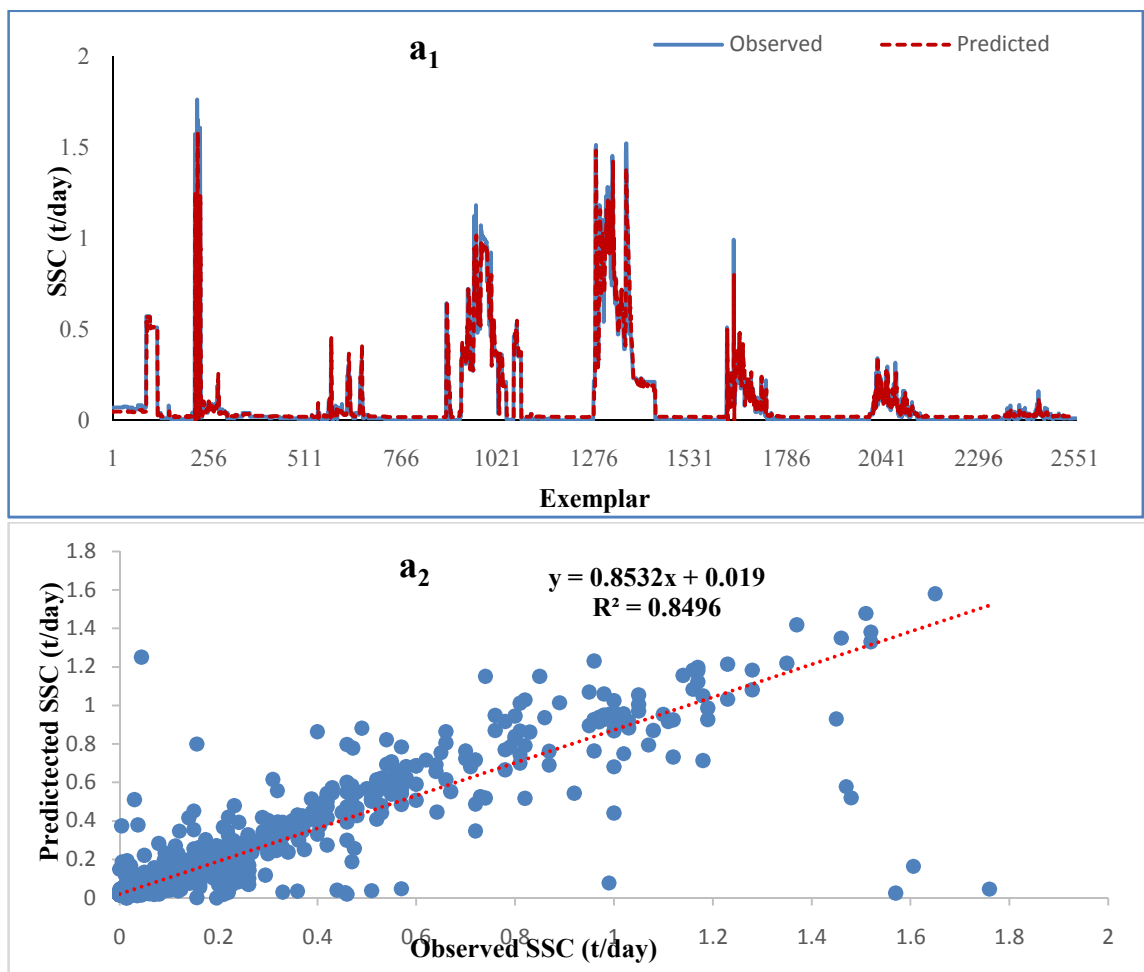 a1
Observed
Predicted
SSC (t/day)
2
1.5
1
0.5
0
1 256 511 766 1021 1276 1531 1786 2041 2296 2551
Exemplar
a2
y = 0.8532x + 0.019
R² = 0.8496
Predictected SSC (t/day)
1.8
1.6
1.4
1.2
1
0.8
0.6
0.4
0.2
0
0 0.2 0.4 0.6 0.8 1 1.2 1.4 1.6 1.8 2
Observed SSC (t/day)